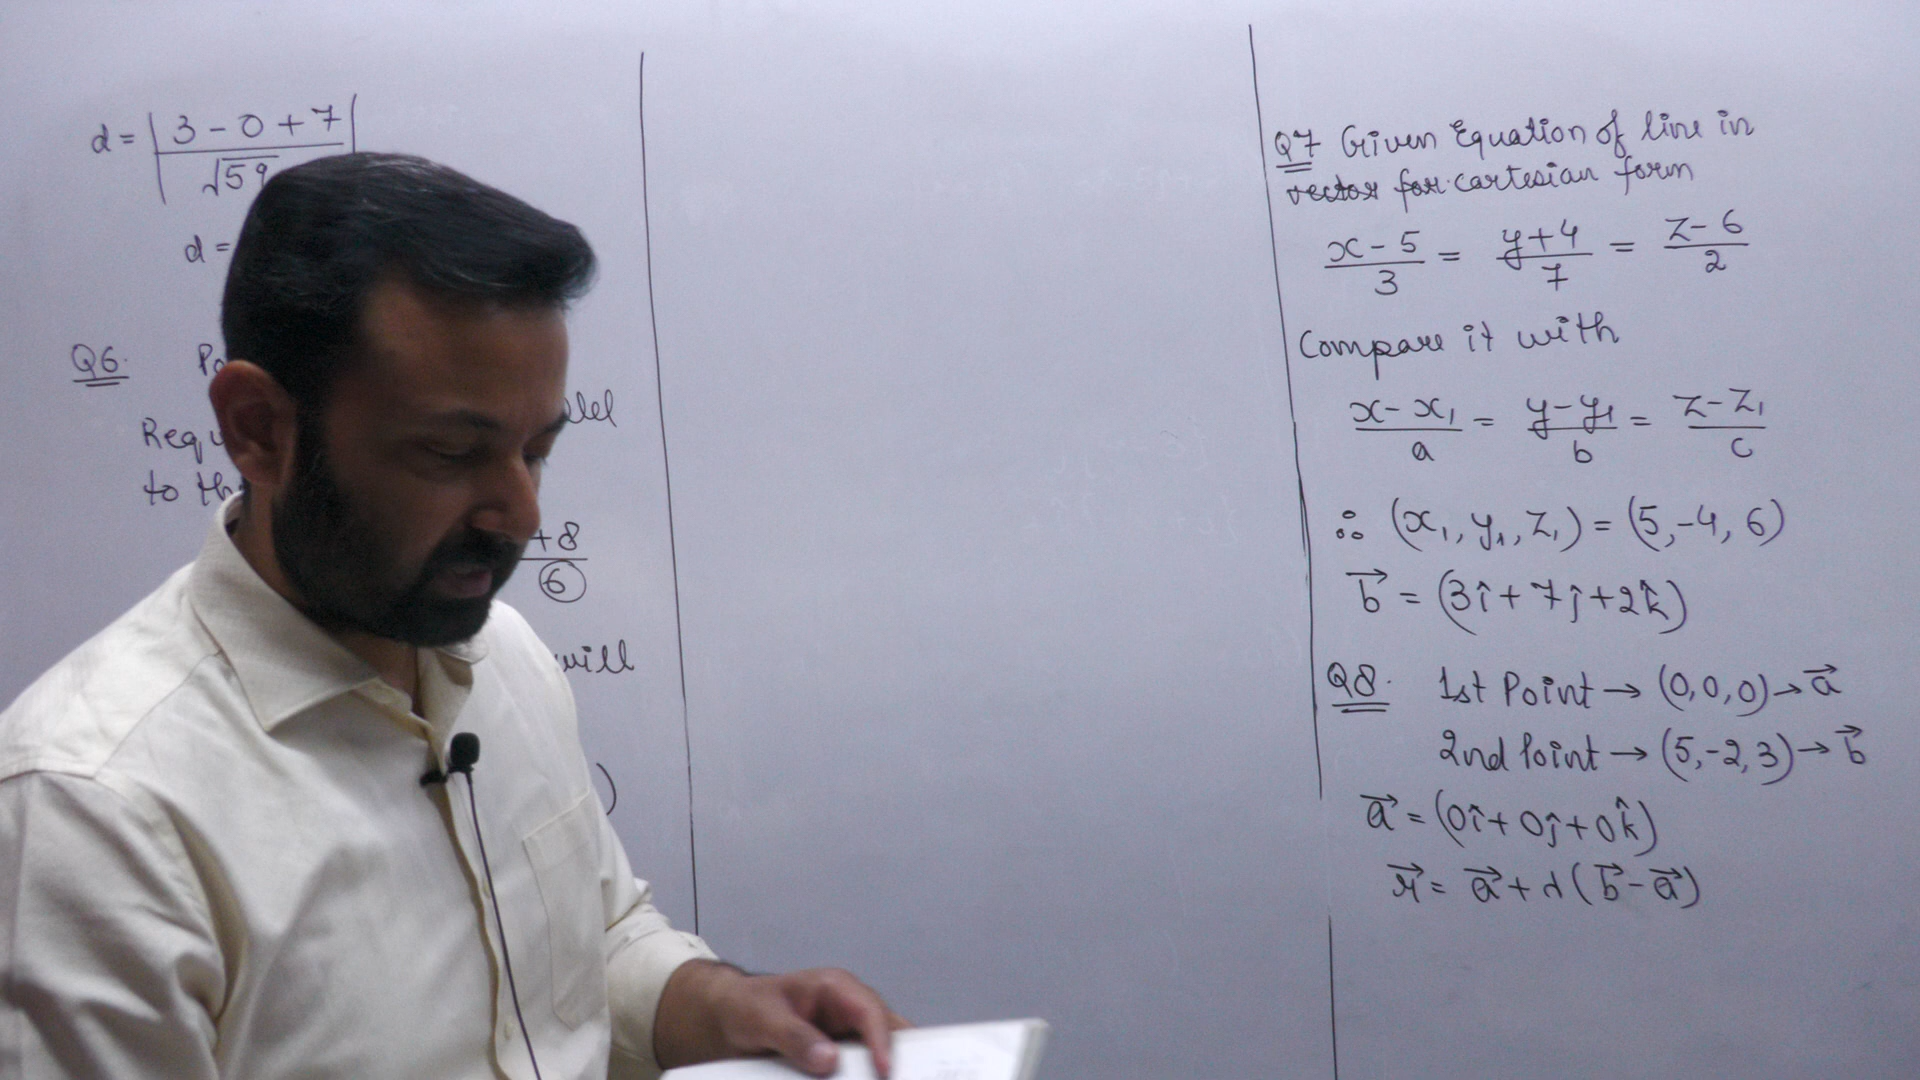 d = | 3 - 0 + 7 |
√59
d =
Q6.
to
+8
6
will
)
Q7 Given Equation of line in
vector for cartesian form
x - 5 / 3 = y + 4 / 7 = z - 6 / 2
Compare it with
x - x₁ / a = y - y₁ / b = z - z₁ / c
∴ (x₁, y₁, z₁) = (5, -4, 6)
b⃗ = (3î + 7ĵ + 2k̂)
Q8. 1st Point → (0, 0, 0) → a⃗
2nd Point → (5, -2, 3) → b⃗
a⃗ = (0î + 0ĵ + 0k̂)
r⃗ = a⃗ + λ (b⃗ - a⃗)